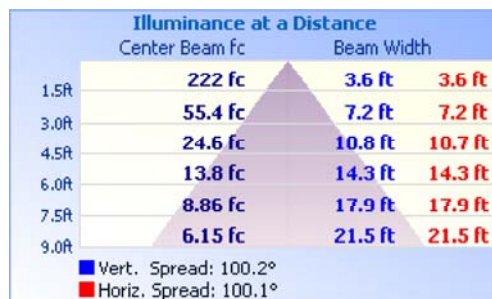 Illuminance at a Distance
Center Beam fc Beam Width
1.5ft 222 fc 3.6 ft 3.6 ft
3.0ft 55.4 fc 7.2 ft 7.2 ft
4.5ft 24.6 fc 10.8 ft 10.7 ft
6.0ft 13.8 fc 14.3 ft 14.3 ft
7.5ft 8.86 fc 17.9 ft 17.9 ft
9.0ft 6.15 fc 21.5 ft 21.5 ft
Vert. Spread: 100.2°
Horiz. Spread: 100.1°